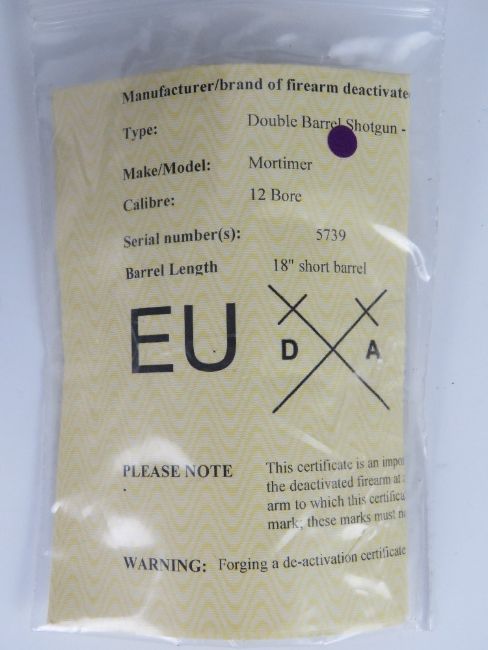 Manufacturer/brand of firearm deactivate
Type: Double Barrel Shotgun -
Make/Model: Mortimer
Calibre: 12 Bore
Serial number(s): 5739
Barrel Length 18" short barrel
EU D A
PLEASE NOTE This certificate is an impor
the deactivated firearm at
arm to which this certifica
mark, these marks must
WARNING: Forging a de-activation certificate